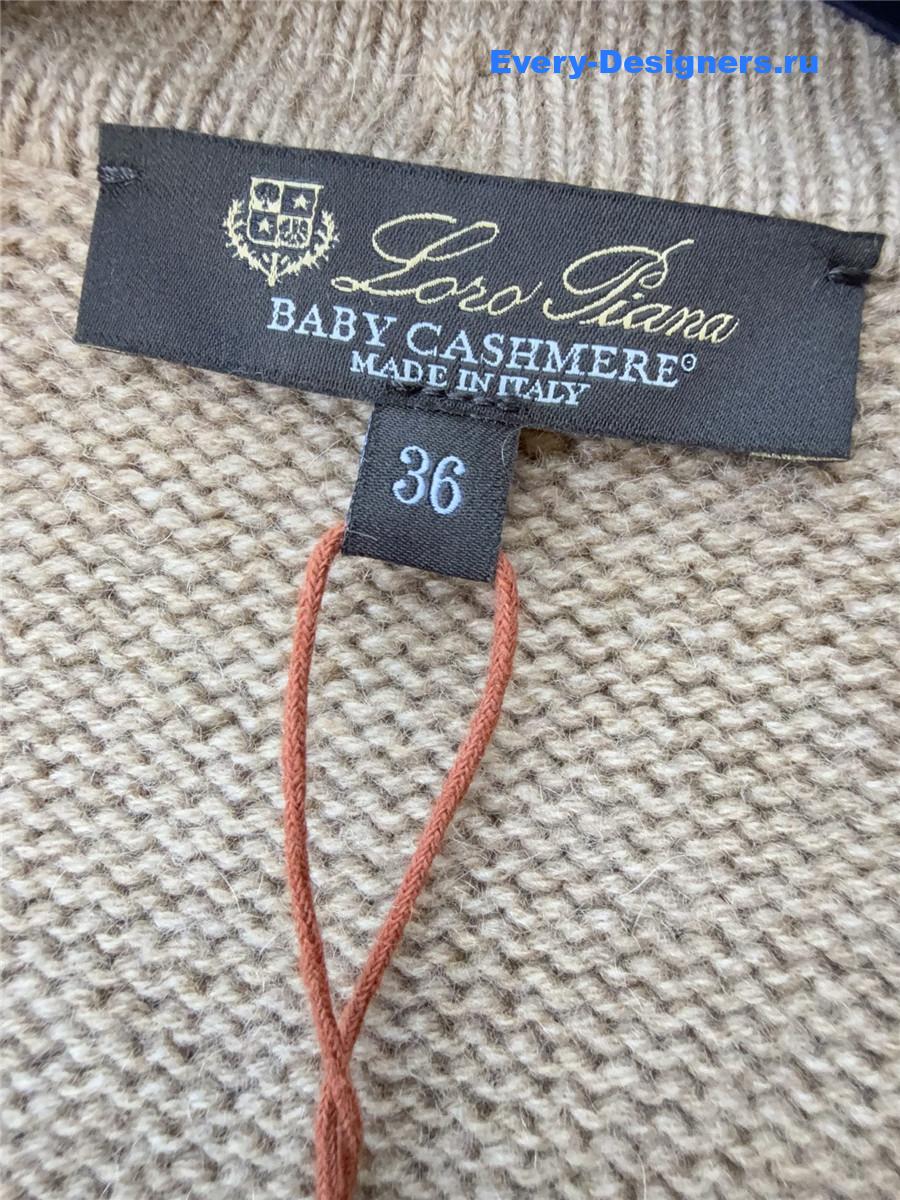 Every-Designers.ru
Loro Piana
BABY CASHMERE®
MADE IN ITALY
36